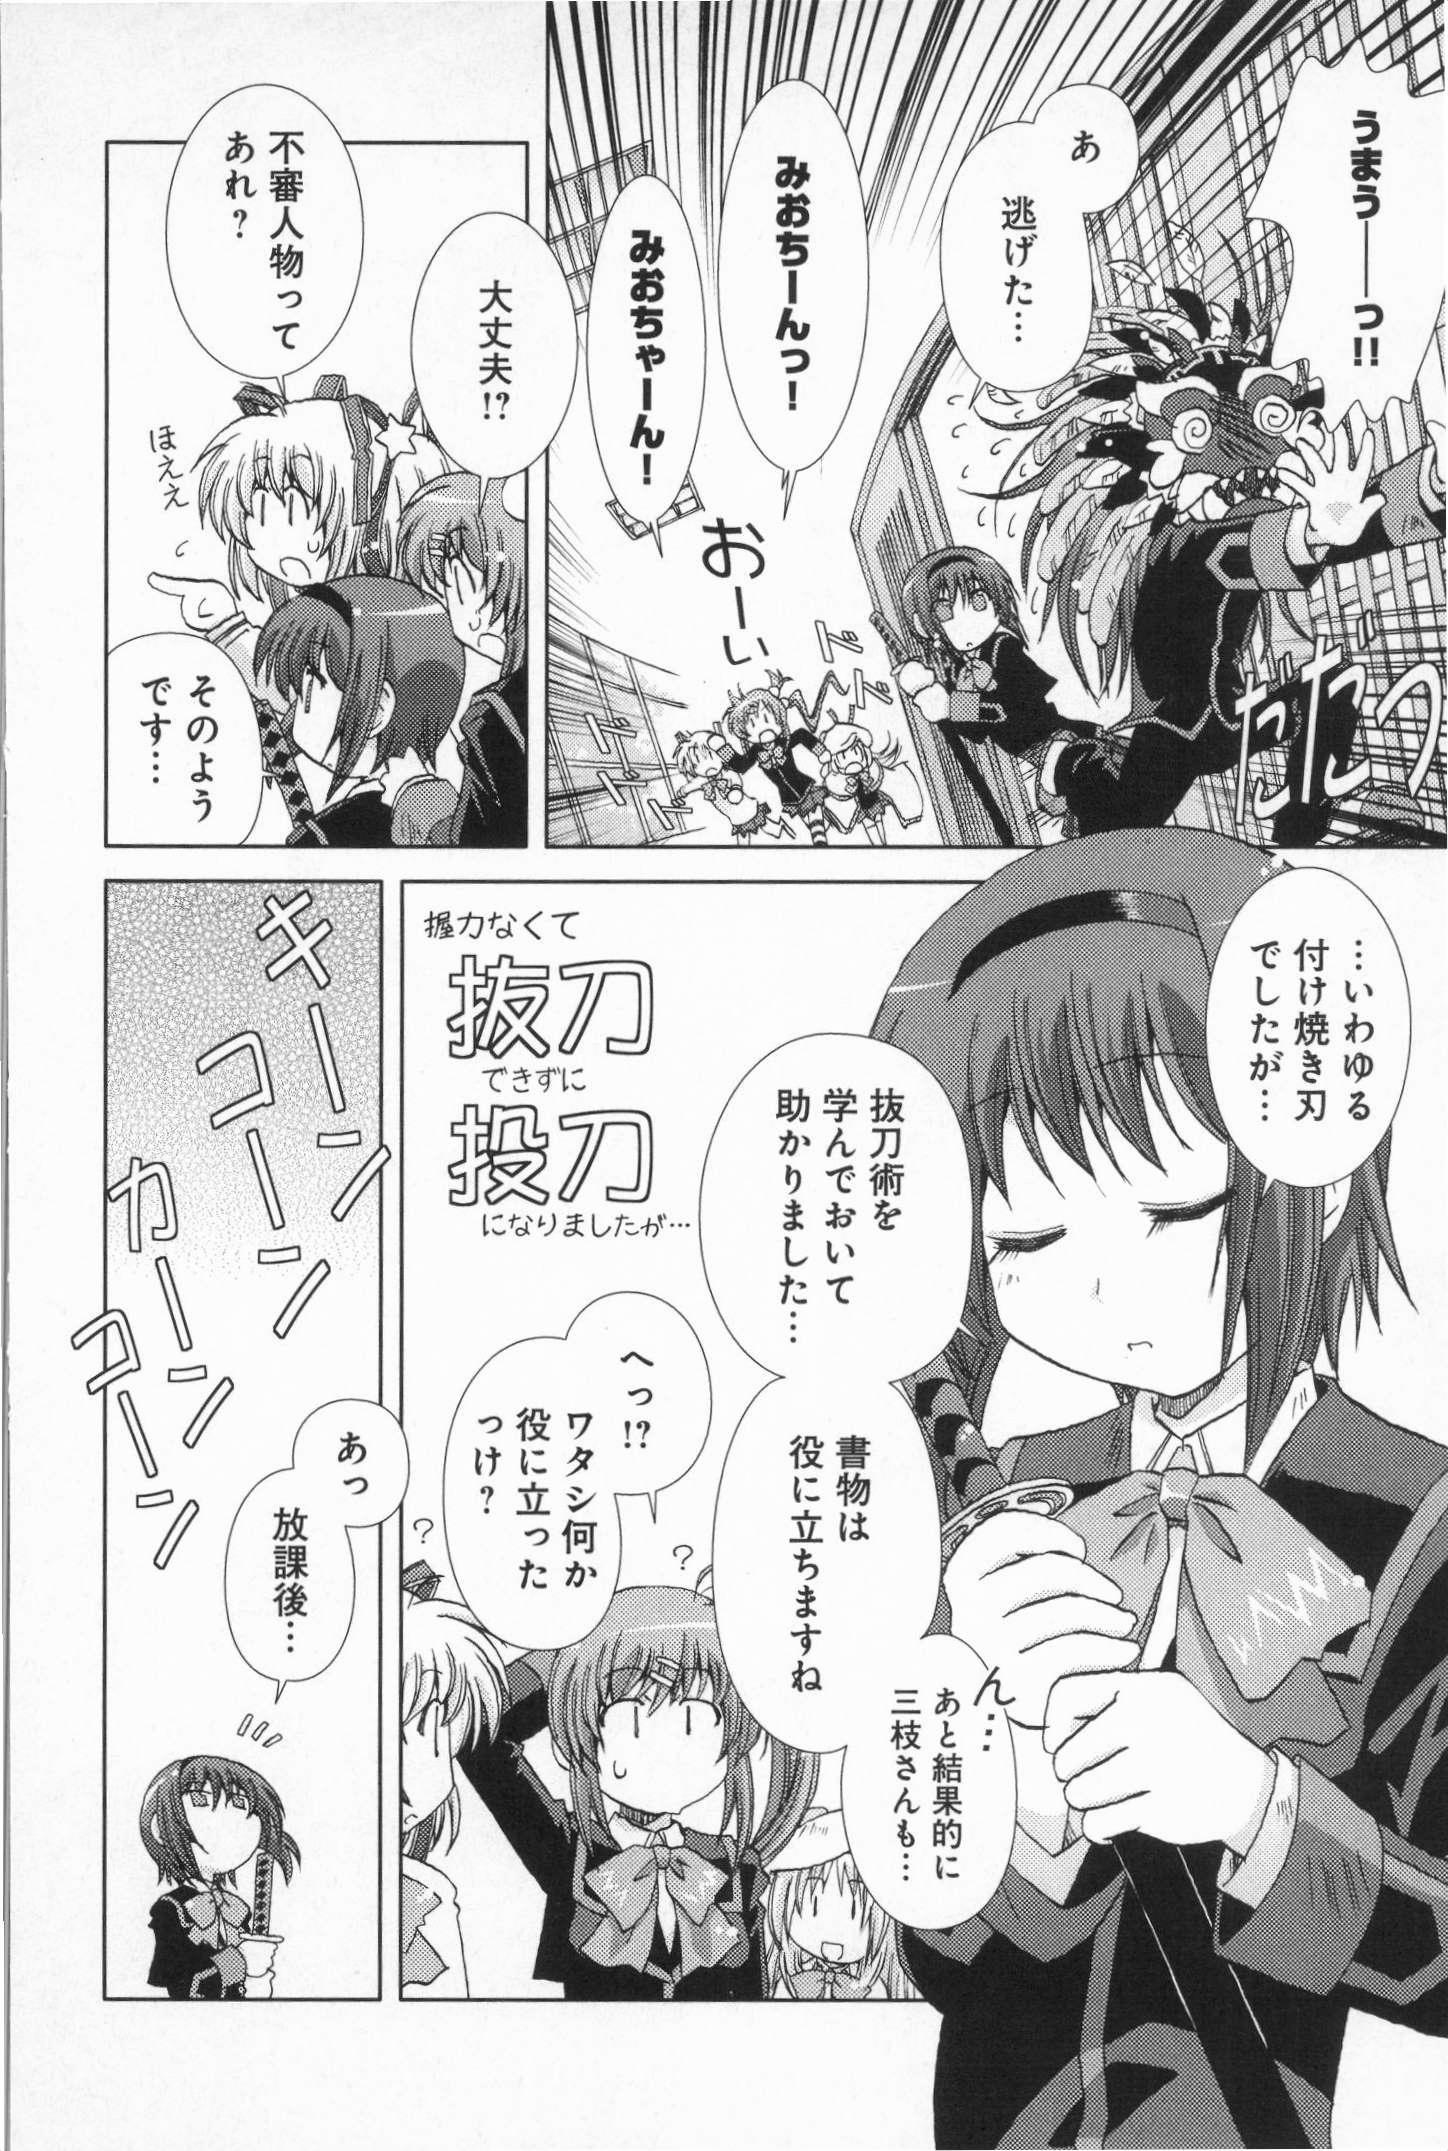 うまうーーっ!!
あ
逃げた…
みおちーんっ!
みおちゃーん!
おーい
ドドド
ドドド
だだだっ
大丈夫!?
不審人物って
あれ?
ほええ
そのよう
です…
…いわゆる
付け焼き刃
でしたが…
抜刀術を
学んでおいて
助かりました…
書物は
役に立ちますね
ん…
あと結果的に
三枝さんも…
握力なくて
抜刀
できずに
投刀
になりましたが…
へっ!?
ワタシ何か
役に立った
っけ?
?
?
キーン
コーン
カーン
コーン
あっ
放課後…